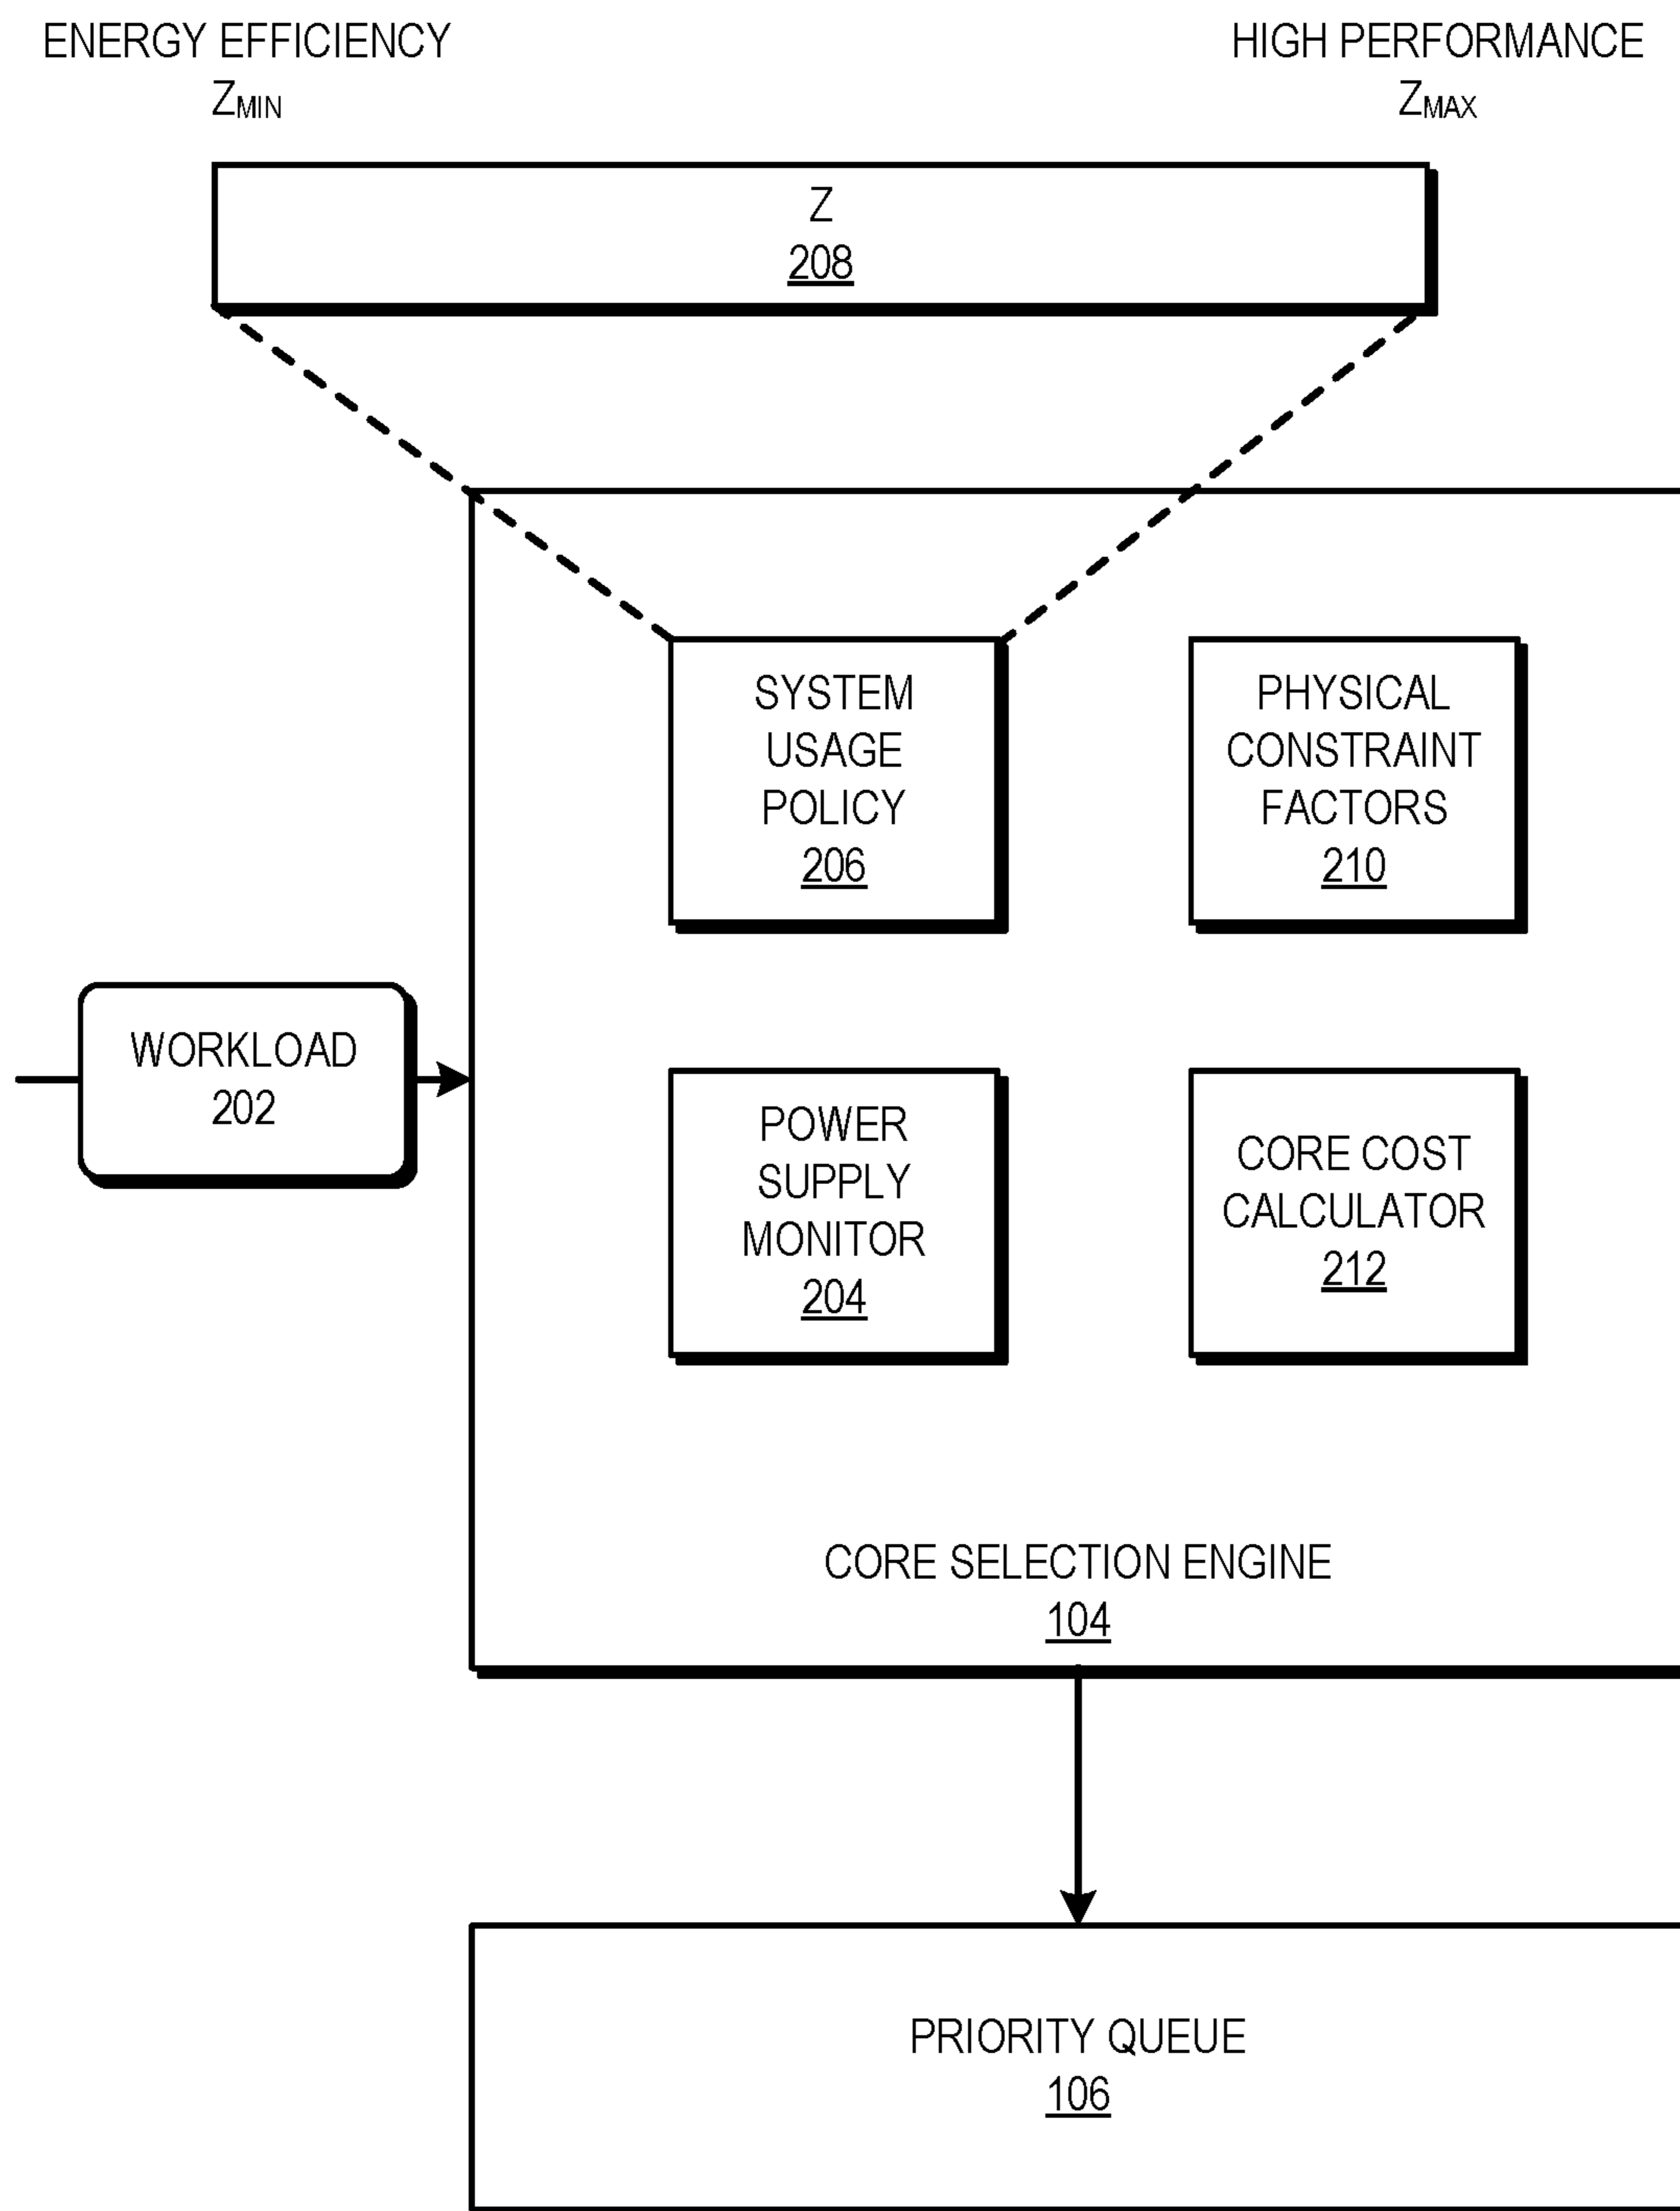 ENERGY EFFICIENCY
ZMIN
HIGH PERFORMANCE
ZMAX
Z
208
SYSTEM
USAGE
POLICY
206
PHYSICAL
CONSTRAINT
FACTORS
210
WORKLOAD
202
POWER
SUPPLY
MONITOR
204
CORE COST
CALCULATOR
212
CORE SELECTION ENGINE
104
PRIORITY QUEUE
106